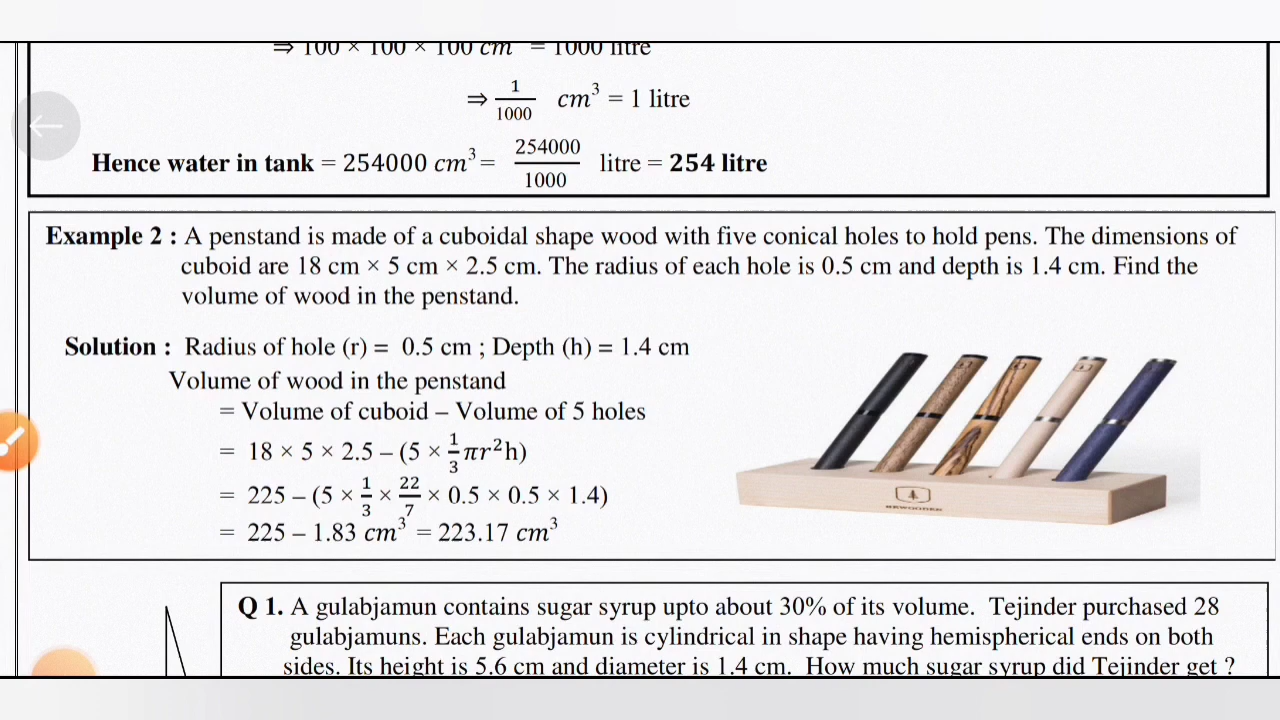 ⇒ 100 × 100 × 100 cm = 1000 litre
⇒ 1/1000 cm³ = 1 litre
Hence water in tank = 254000 cm³ = 254000/1000 litre = 254 litre
Example 2 : A penstand is made of a cuboidal shape wood with five conical holes to hold pens. The dimensions of
cuboid are 18 cm × 5 cm × 2.5 cm. The radius of each hole is 0.5 cm and depth is 1.4 cm. Find the
volume of wood in the penstand.
Solution : Radius of hole (r) = 0.5 cm ; Depth (h) = 1.4 cm
Volume of wood in the penstand
= Volume of cuboid – Volume of 5 holes
= 18 × 5 × 2.5 – (5 × 1/3 πr²h)
= 225 – (5 × 1/3 × 22/7 × 0.5 × 0.5 × 1.4)
= 225 – 1.83 cm³ = 223.17 cm³
Q 1. A gulabjamun contains sugar syrup upto about 30% of its volume. Tejinder purchased 28
gulabjamuns. Each gulabjamun is cylindrical in shape having hemispherical ends on both
sides. Its height is 5.6 cm and diameter is 1.4 cm. How much sugar syrup did Tejinder get ?